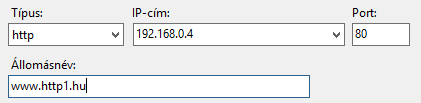 Típus: IP-cím: Port:
http 192.168.0.4 80
Állomásnév:
www.http1.hu